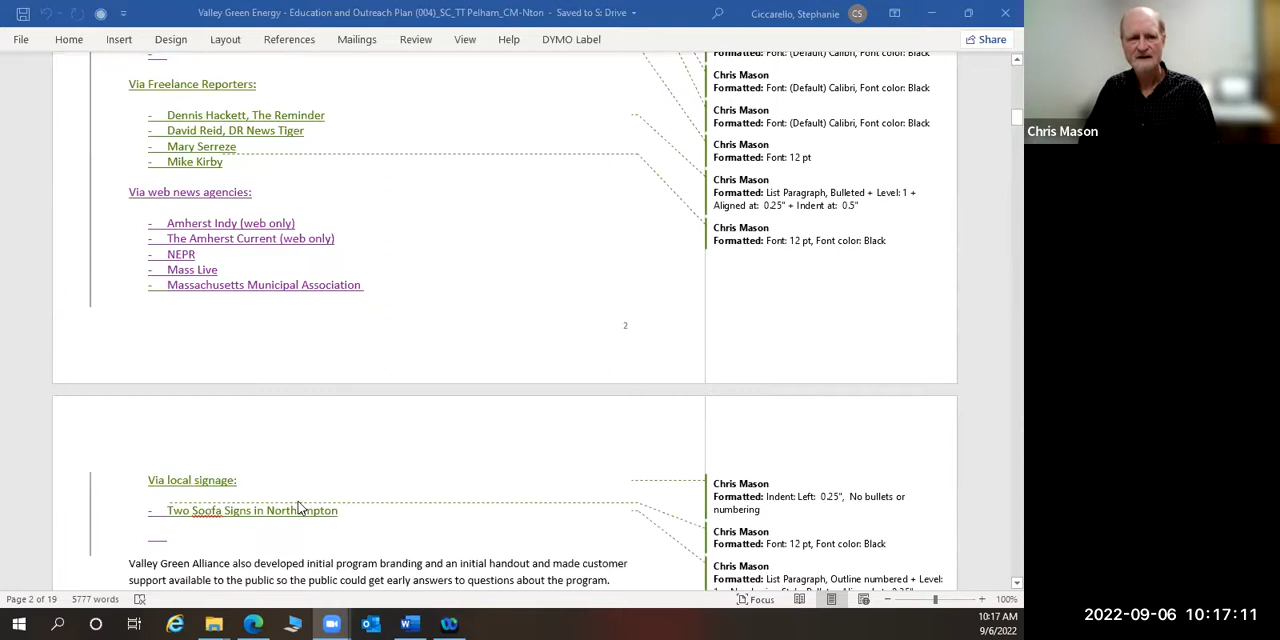 Valley Green Energy - Education and Outreach Plan (004)_SC_TT Pelham_CM-Nton - Saved to S: Drive
Ciccarello, Stephanie CS
File Home Insert Design Layout References Mailings Review View Help DYMO Label Share
Formatted: Font: (Default) Calibri, Font color: Black
Via Freelance Reporters:
- Dennis Hackett, The Reminder
- David Reid, DR News Tiger
- Mary Serreze
- Mike Kirby
Via web news agencies:
- Amherst Indy (web only)
- The Amherst Current (web only)
- NEPR
- Mass Live
- Massachusetts Municipal Association
2
Chris Mason
Formatted: Font: (Default) Calibri, Font color: Black
Chris Mason
Formatted: Font: (Default) Calibri, Font color: Black
Chris Mason
Formatted: Font: 12 pt
Chris Mason
Formatted: List Paragraph, Bulleted + Level: 1 +
Aligned at: 0.25" + Indent at: 0.5"
Chris Mason
Formatted: Font: 12 pt, Font color: Black
Via local signage:
- Two Soofa Signs in Northampton
Valley Green Alliance also developed initial program branding and an initial handout and made customer
support available to the public so the public could get early answers to questions about the program.
Chris Mason
Formatted: Indent: Left: 0.25", No bullets or
numbering
Chris Mason
Formatted: Font: 12 pt, Font color: Black
Chris Mason
Formatted: List Paragraph, Outline numbered + Level:
Page 2 of 19 5777 words
Focus
100%
10:17 AM
9/6/2022
Chris Mason
2022-09-06 10:17:11